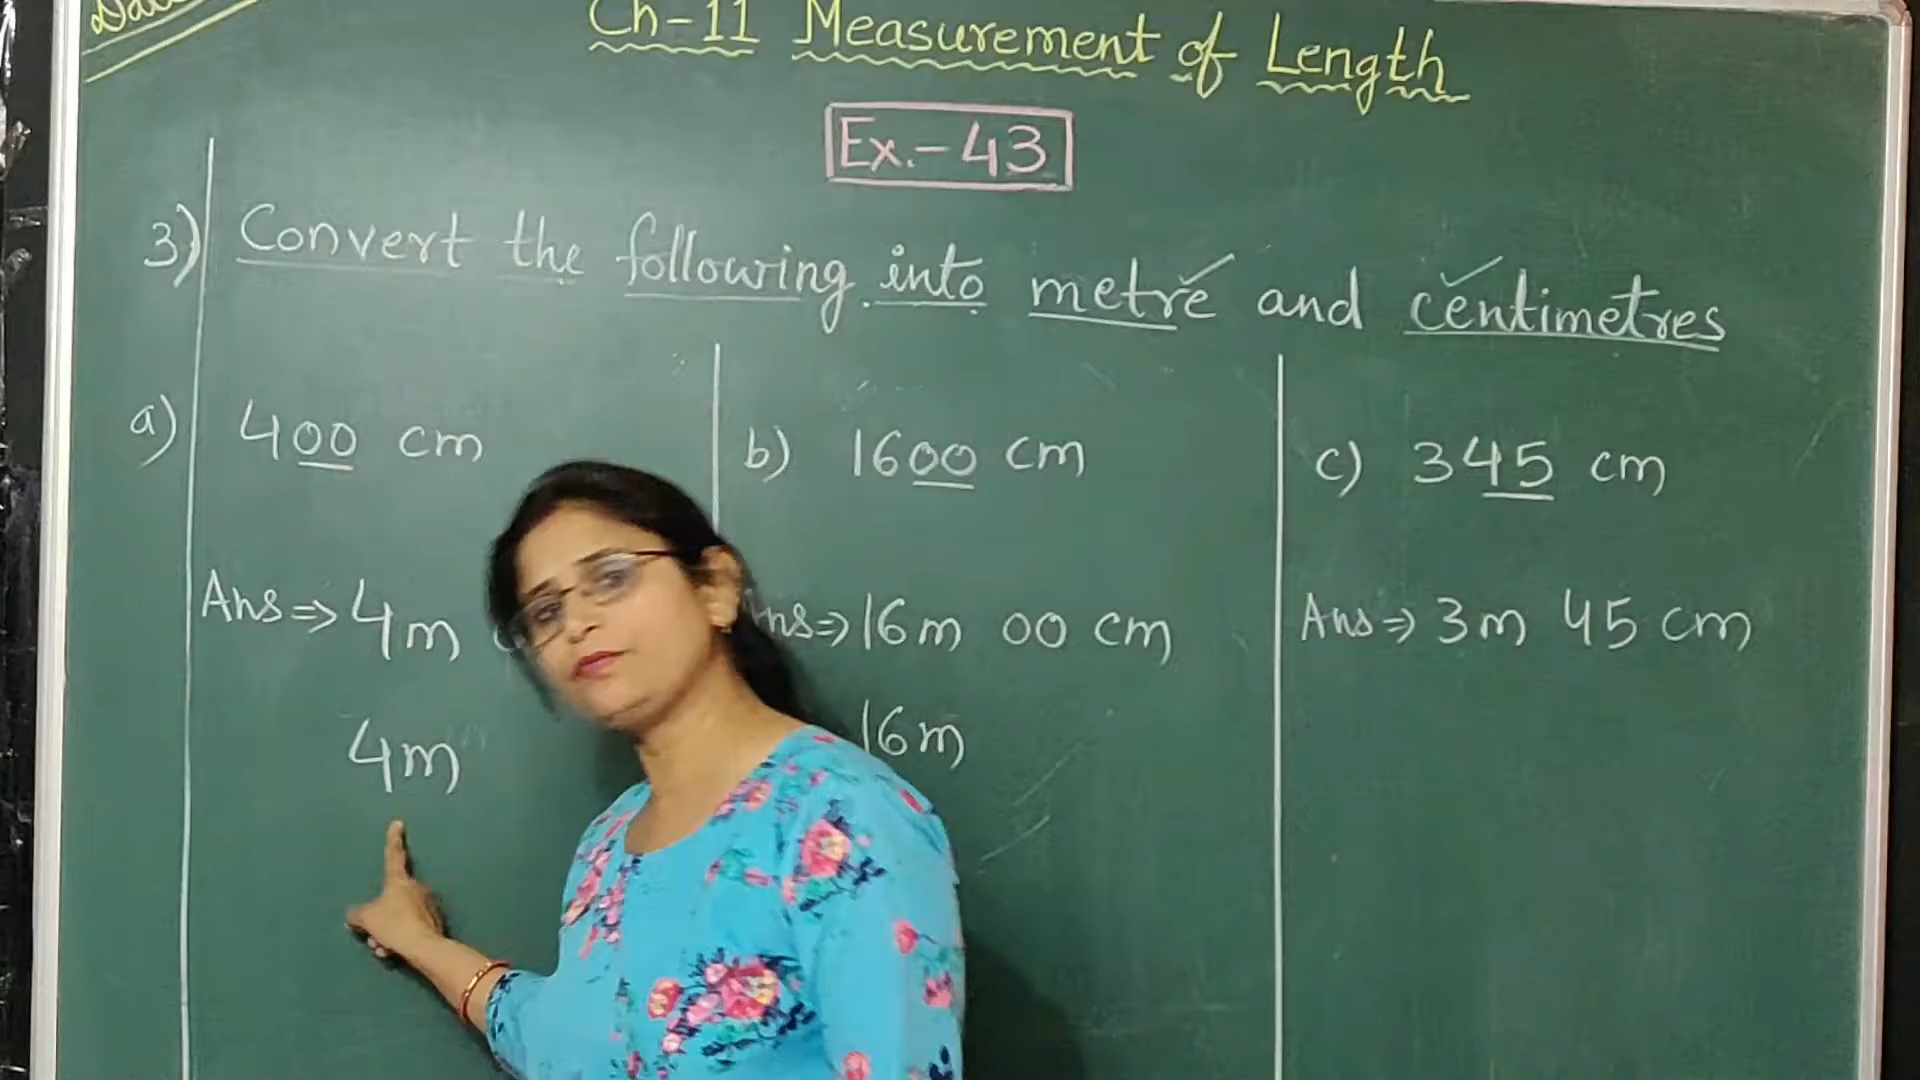 Ch-11 Measurement of Length
Ex.-43
3) Convert the following into metre and centimetres
a) 400 cm
Ans ⇒ 4m
4m
b) 1600 cm
16m 00 cm
16m
c) 345 cm
Ans ⇒ 3m 45 cm